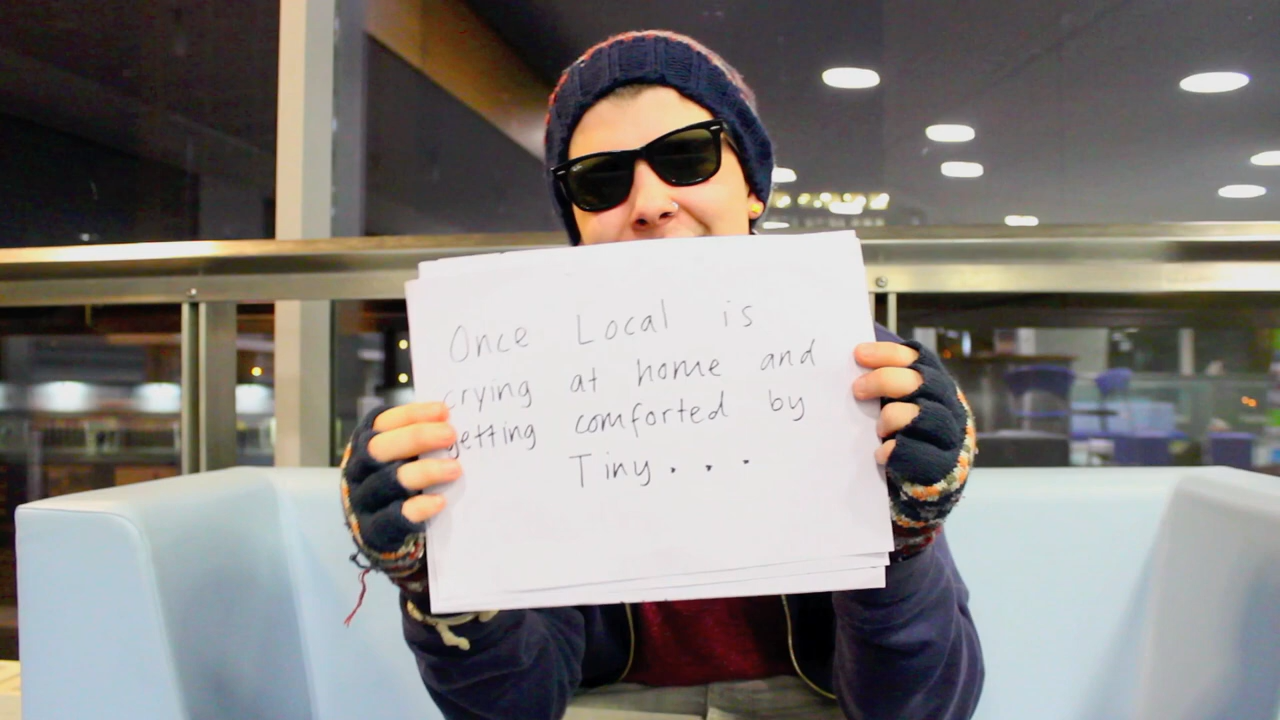 Once Local is
crying at home and
getting comforted by
Tiny...